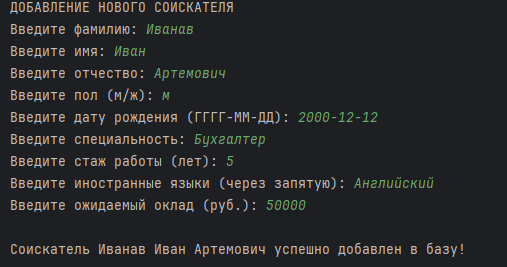 ДОБАВЛЕНИЕ НОВОГО СОИСКАТЕЛЯ
Введите фамилию: Иванав
Введите имя: Иван
Введите отчество: Артемович
Введите пол (м/ж): м
Введите дату рождения (ГГГГ-ММ-ДД): 2000-12-12
Введите специальность: Бухгалтер
Введите стаж работы (лет): 5
Введите иностранные языки (через запятую): Английский
Введите ожидаемый оклад (руб.): 50000
Соискатель Иванав Иван Артемович успешно добавлен в базу!